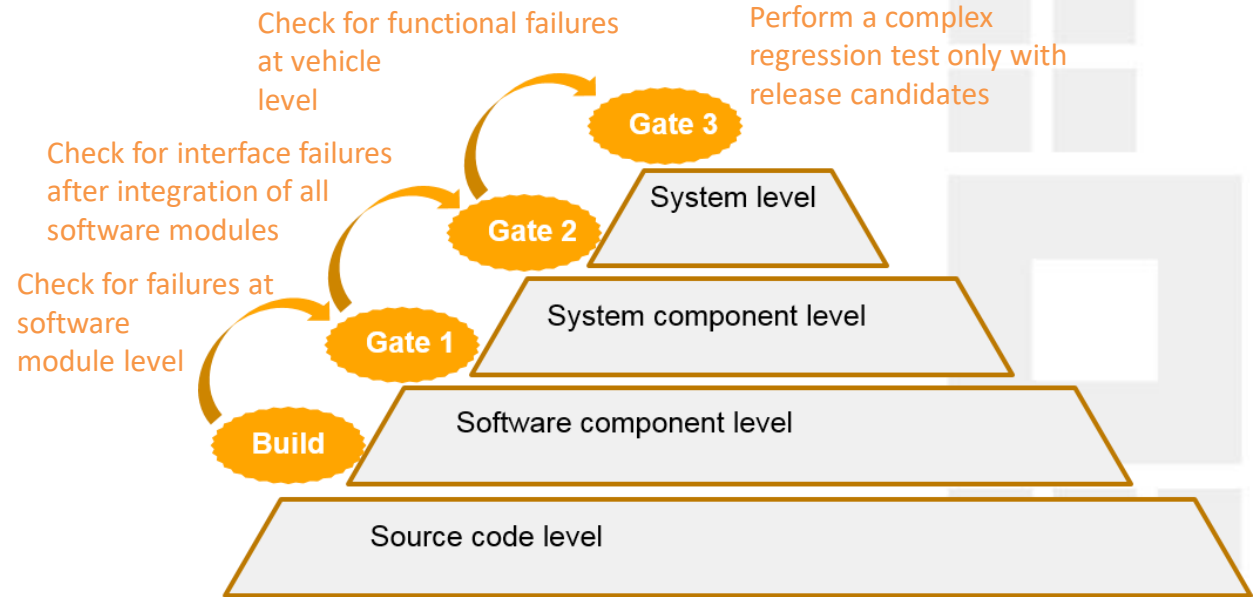 Check for functional failures
at vehicle
level
Perform a complex
regression test only with
release candidates
Gate 3
Check for interface failures
after integration of all
software modules
System level
Gate 2
Check for failures at
software
module level
System component level
Gate 1
Software component level
Build
Source code level